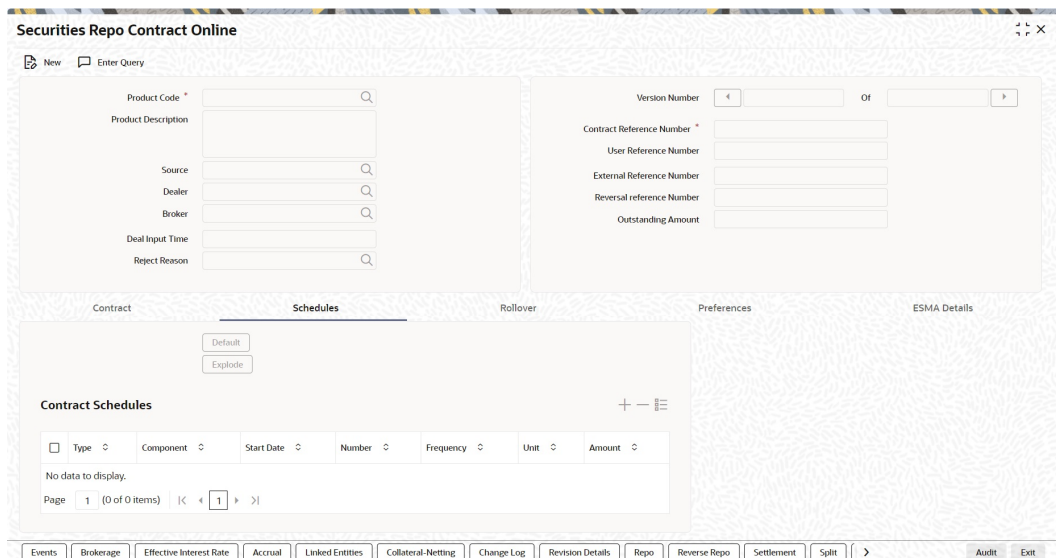 Securities Repo Contract Online
New Enter Query
Product Code *
Product Description
Source
Dealer
Broker
Deal Input Time
Reject Reason
Version Number Of
Contract Reference Number *
User Reference Number
External Reference Number
Reversal reference Number
Outstanding Amount
Contract Schedules Rollover Preferences ESMA Details
Default
Explode
Contract Schedules
Type Component Start Date Number Frequency Unit Amount
No data to display.
Page 1 (0 of 0 items) 1
Events Brokerage Effective Interest Rate Accrual Linked Entities Collateral-Netting Change Log Revision Details Repo Reverse Repo Settlement Split Audit Exit